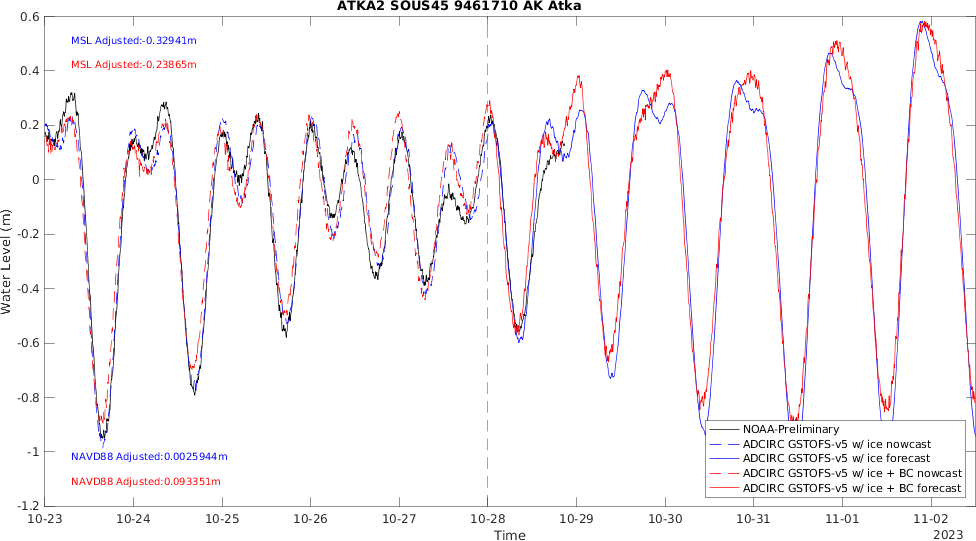 ATKA2 SOUS45 9461710 AK Atka
0.6
MSL Adjusted:-0.32941m
MSL Adjusted:-0.23865m
0.4
0.2
0
-0.2
-0.4
-0.6
-0.8
-1
-1.2
Water Level (m)
NAVD88 Adjusted:0.0025944m
NAVD88 Adjusted:0.093351m
NOAA-Preliminary
ADCIRC GSTOFS-v5 w/ ice nowcast
ADCIRC GSTOFS-v5 w/ ice forecast
ADCIRC GSTOFS-v5 w/ ice + BC nowcast
ADCIRC GSTOFS-v5 w/ ice + BC forecast
10-23 10-24 10-25 10-26 10-27 10-28 10-29 10-30 10-31 11-01 11-02
Time
2023